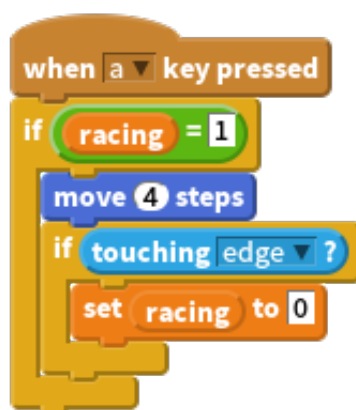 when a key pressed
if racing = 1
move 4 steps
if touching edge ?
set racing to 0